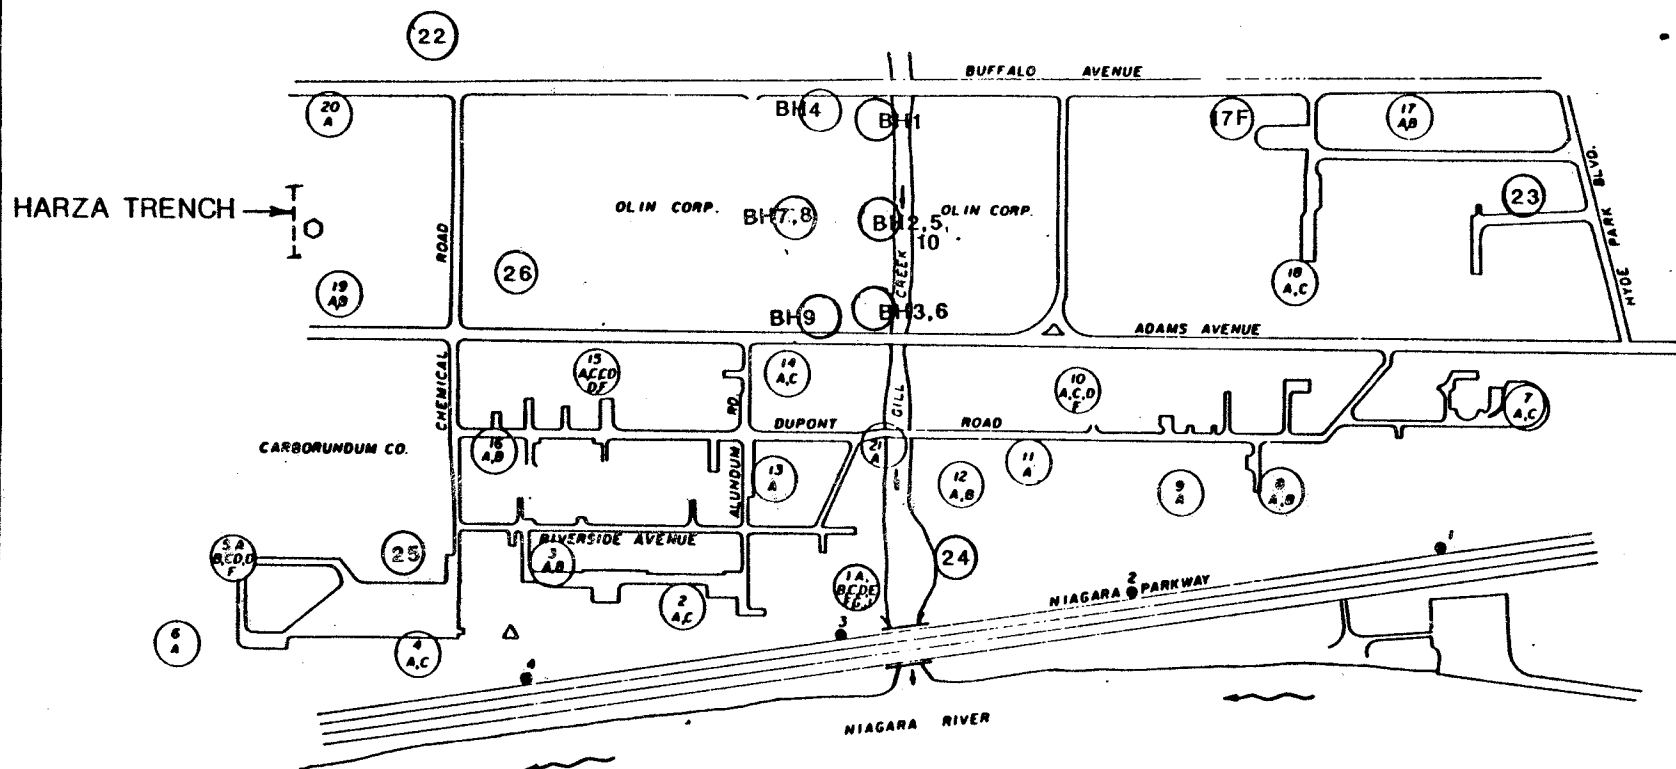 22
BUFFALO AVENUE
20
A
BH4
BH1
17F
17
A,B
HYDE PARK BLVD.
HARZA TRENCH
OLIN CORP.
BH7,8
BH2,5,
10
OLIN CORP.
23
ROAD
26
CREEK
18
A,C
19
A,B
BH9
BH3,6
ADAMS AVENUE
CHEMICAL
15
14
A,C
RD.
GILL
10
A,C,D
F
7
A,C
DUPONT
ROAD
CARBORUNDUM CO.
16
A,B
21
A
11
A
13
A
ALUNDUM
12
A,B
9
8
A,B
RIVERSIDE AVENUE
5 A
B,C,D,D
F
25
3
A,B
24
1
1 A,
B,C,D,E
F,G,J
2
NIAGARA PARKWAY
2
A,C
6
A
4
A,C
3
4
NIAGARA RIVER